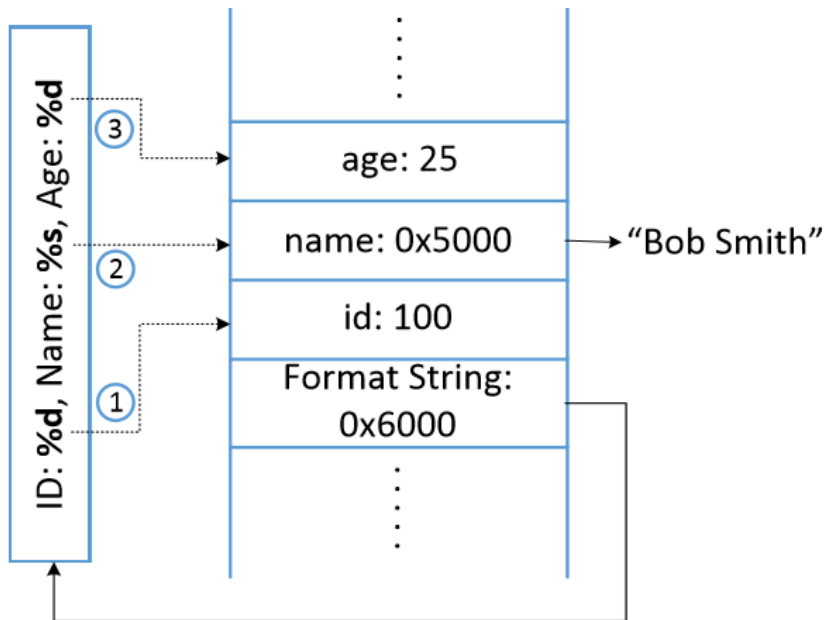 ID: %d, Name: %s, Age: %d
3
age: 25
2
name: 0x5000
“Bob Smith”
id: 100
1
Format String:
0x6000